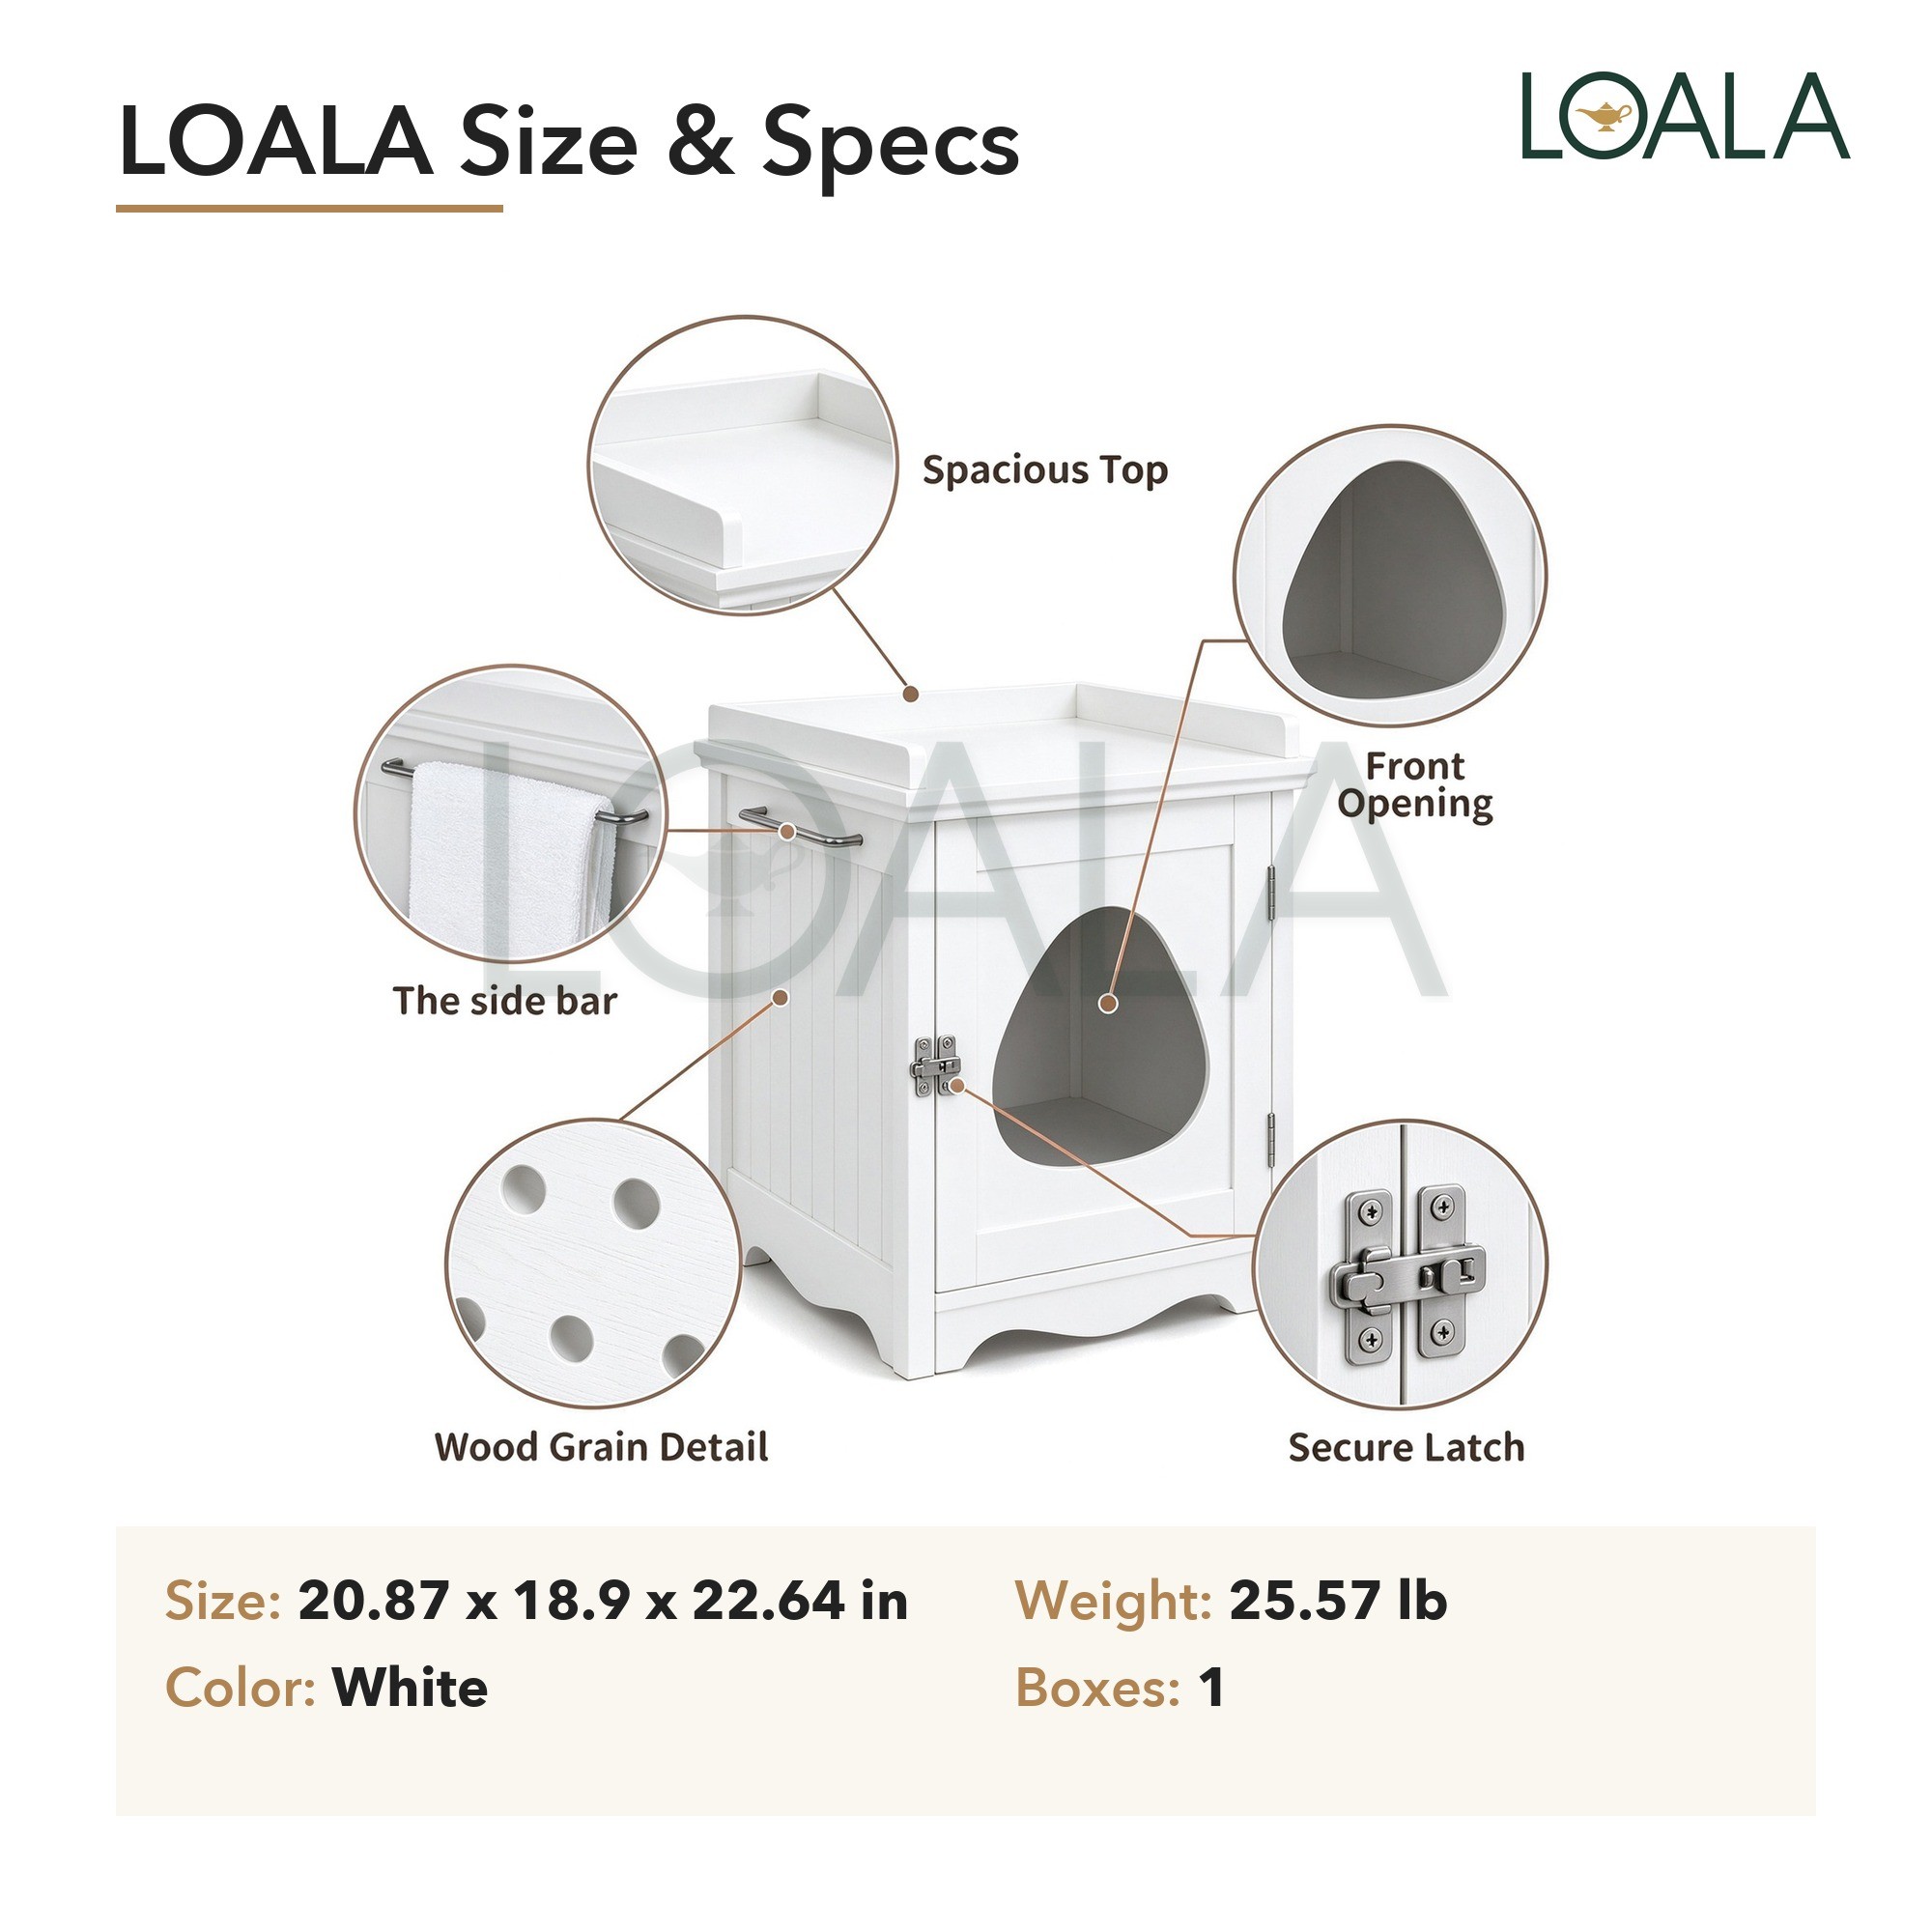 LOALA Size & Specs
LOALA
Spacious Top
Front
Opening
LOALA
The side bar
Wood Grain Detail
Secure Latch
Size: 20.87 x 18.9 x 22.64 in
Weight: 25.57 lb
Color: White
Boxes: 1